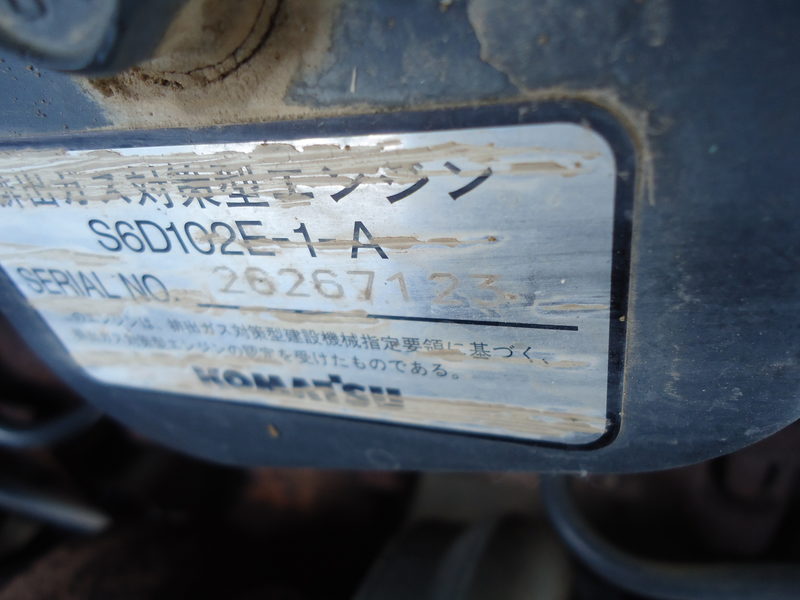 排出ガス対策型エンジン
S6D102E-1-A
SERIAL NO. 26267123
このエンジンは、排出ガス対策型建設機械指定要領に基づく、
排出ガス対策型エンジンの認定を受けたものである。
KOMATSU